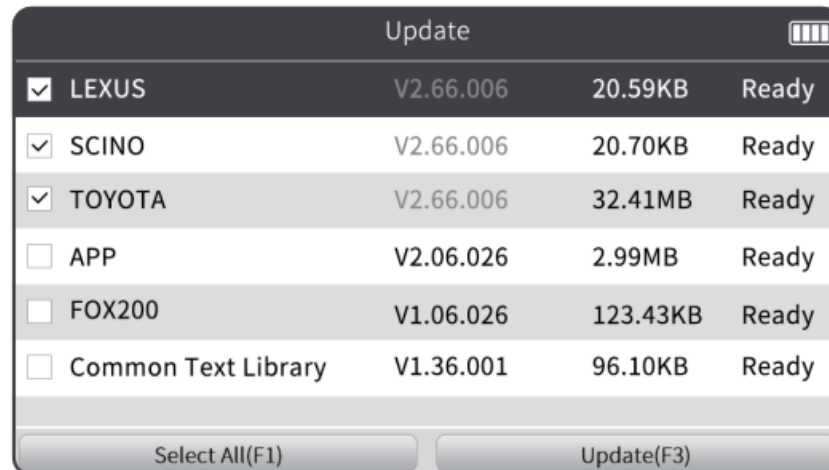 Update
LEXUS V2.66.006 20.59KB Ready
SCINO V2.66.006 20.70KB Ready
TOYOTA V2.66.006 32.41MB Ready
APP V2.06.026 2.99MB Ready
FOX200 V1.06.026 123.43KB Ready
Common Text Library V1.36.001 96.10KB Ready
Select All(F1) Update(F3)